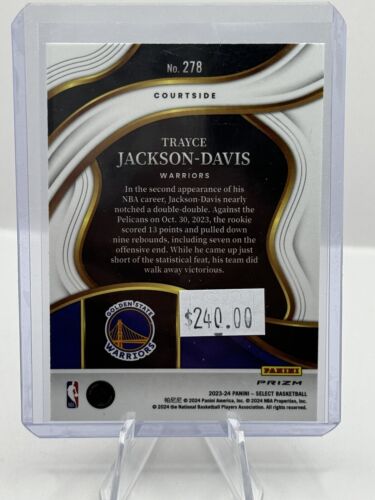 No. 278
COURTSIDE
TRAYCE
JACKSON-DAVIS
WARRIORS
In the second appearance of his
NBA career, Jackson-Davis nearly
notched a double-double. Against the
Pelicans on Oct. 30, 2023, the rookie
scored 13 points and pulled down
nine rebounds, including seven on the
offensive end. While he came up just
short of the statistical feat, his team did
walk away victorious.
GOLDEN STATE
WARRIORS
$240.00
PANINI
PRIZM
NBA
2023-24 PANINI – SELECT BASKETBALL
帕尼尼 © 2024 Panini America, Inc. © 2024 NBA Properties, Inc.
© 2024 the National Basketball Players Association. All rights reserved.